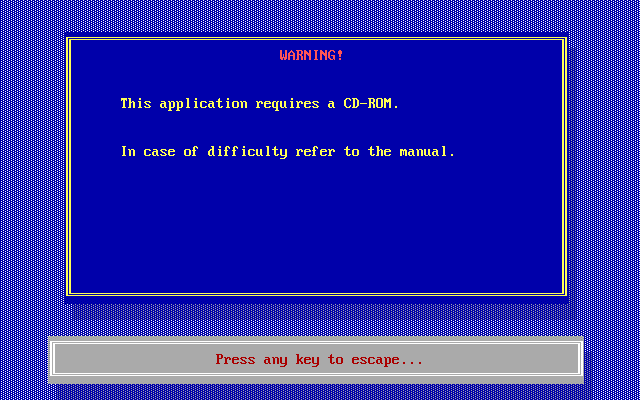 WARNING!
This application requires a CD-ROM.
In case of difficulty refer to the manual.
Press any key to escape...